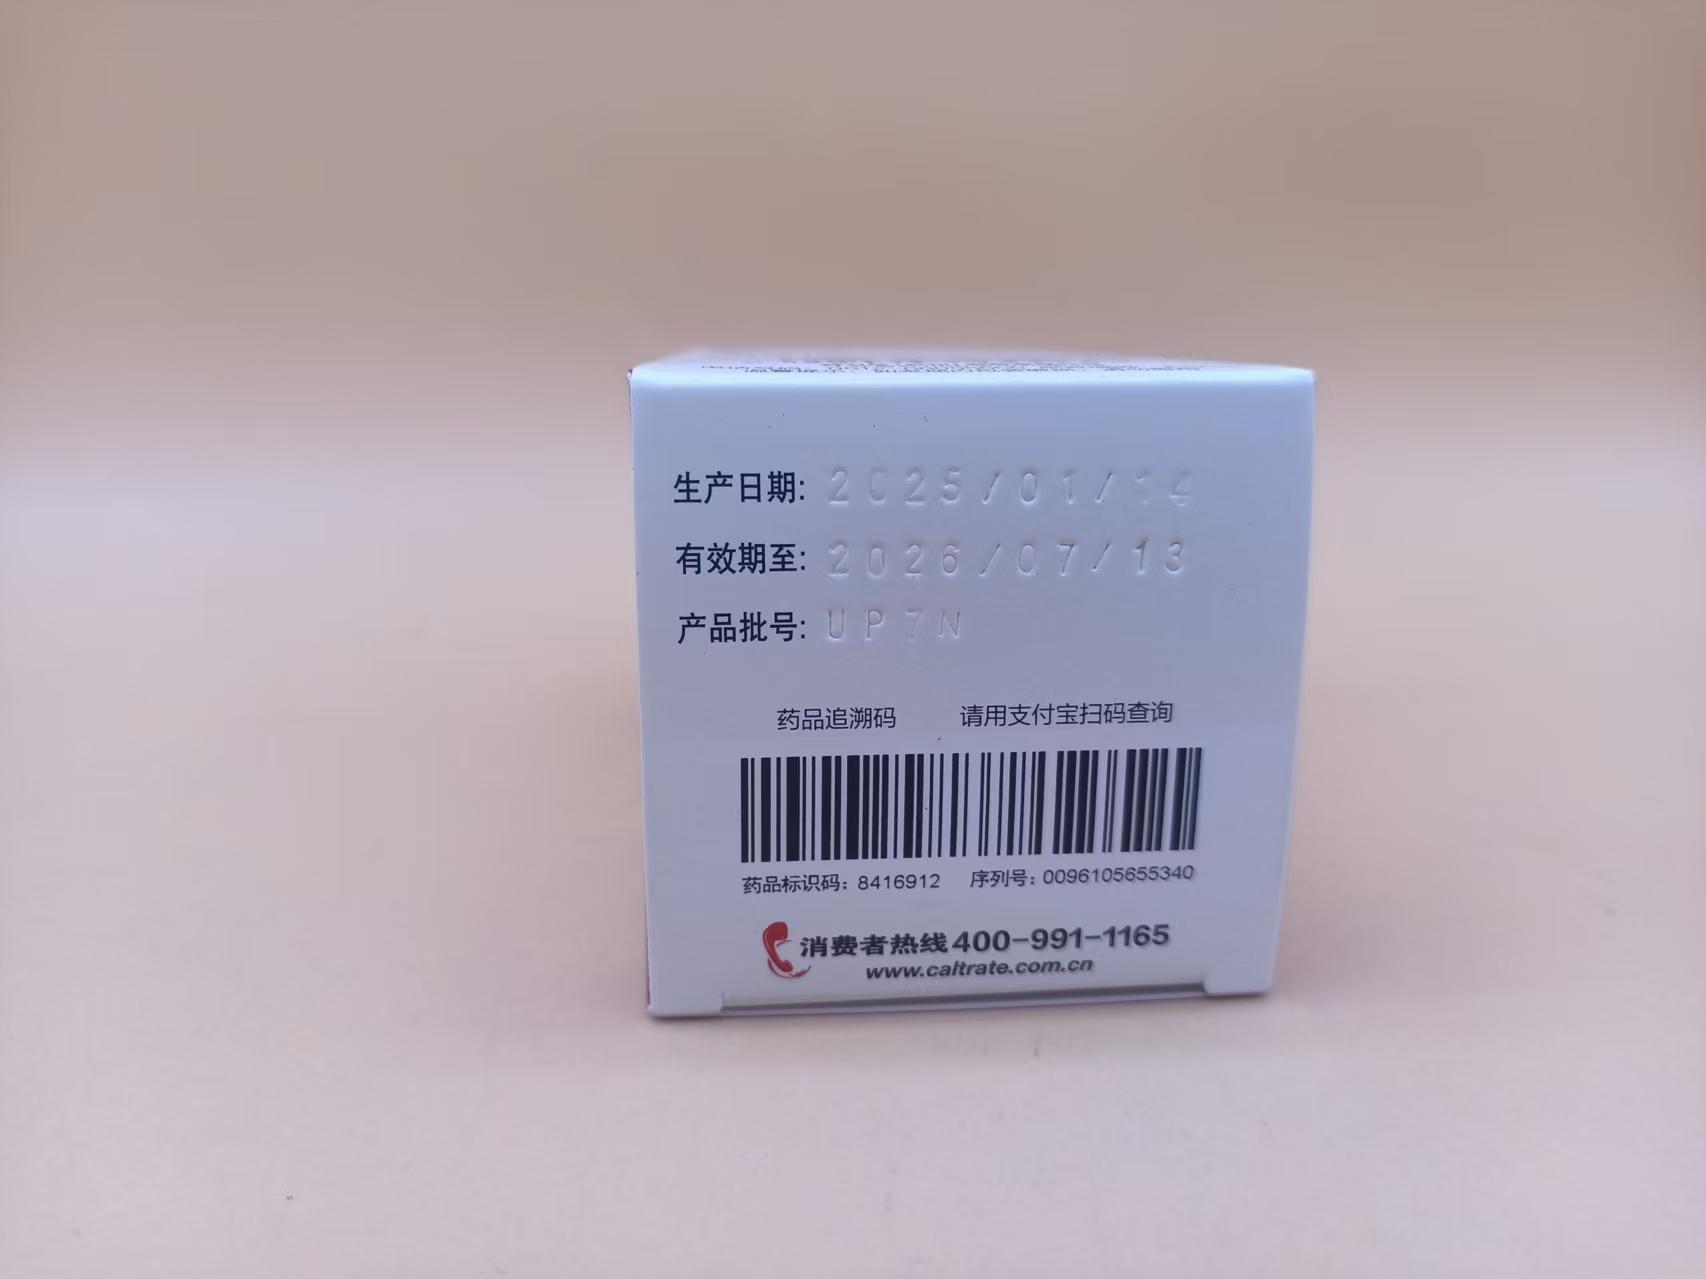 生产日期: 2025/01/14
有效期至: 2026/07/13
产品批号: UP7N
药品追溯码 请用支付宝扫码查询
药品标识码：8416912 序列号：0096105655340
消费者热线400-991-1165
www.caltrate.com.cn